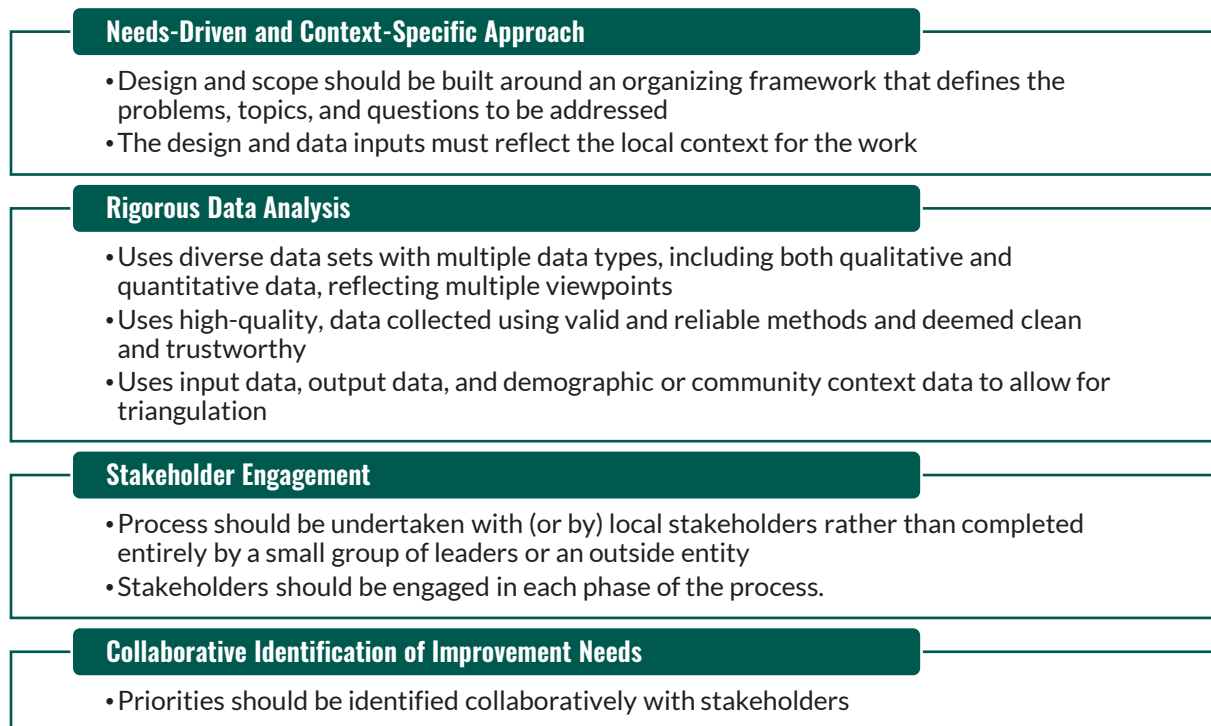 Needs-Driven and Context-Specific Approach
•Design and scope should be built around an organizing framework that defines the
problems, topics, and questions to be addressed
•The design and data inputs must reflect the local context for the work
Rigorous Data Analysis
•Uses diverse data sets with multiple data types, including both qualitative and
quantitative data, reflecting multiple viewpoints
•Uses high-quality, data collected using valid and reliable methods and deemed clean
and trustworthy
•Uses input data, output data, and demographic or community context data to allow for
triangulation
Stakeholder Engagement
•Process should be undertaken with (or by) local stakeholders rather than completed
entirely by a small group of leaders or an outside entity
•Stakeholders should be engaged in each phase of the process.
Collaborative Identification of Improvement Needs
•Priorities should be identified collaboratively with stakeholders